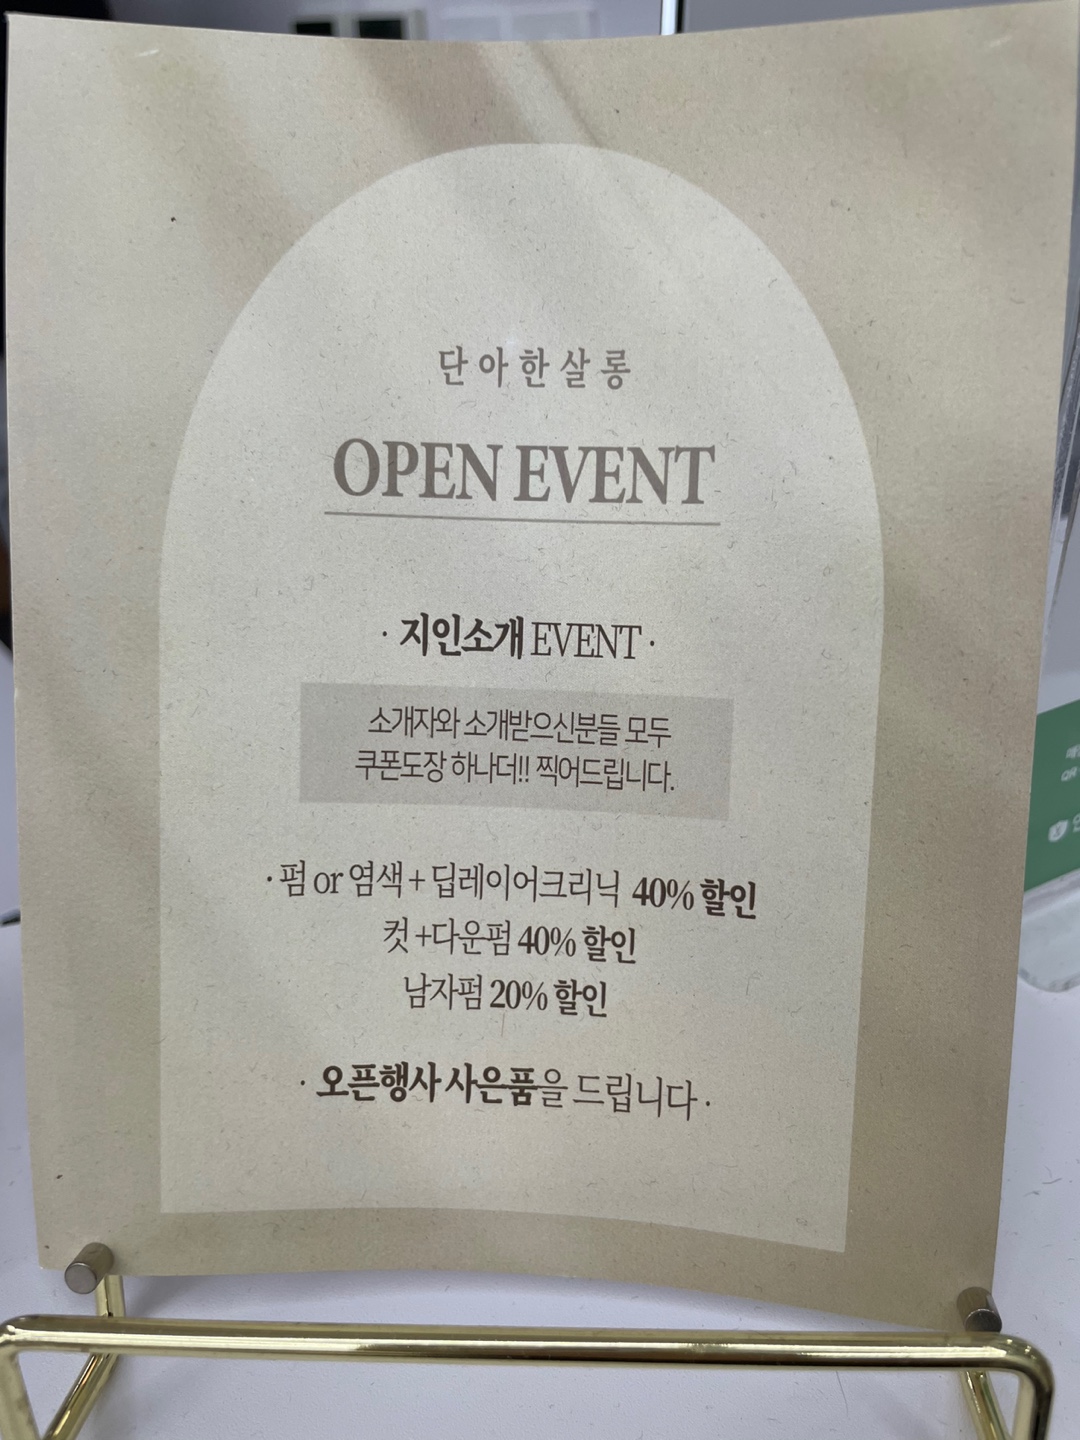 단아한살롱
OPEN EVENT
· 지인소개 EVENT ·
소개자와 소개받으신분들 모두
쿠폰도장 하나더!! 찍어드립니다.
· 펌 or 염색 + 딥레이어크리닉 40% 할인
컷 +다운펌 40% 할인
남자펌 20% 할인
· 오픈행사 사은품을 드립니다 ·
QR